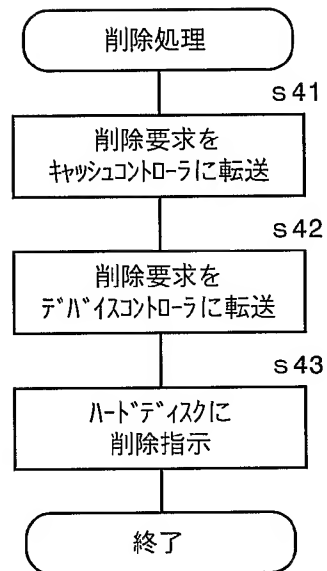 削除処理
s41
削除要求を
ｷｬｯｼｭｺﾝﾄﾛｰﾗに転送
s42
削除要求を
ﾃﾞﾊﾞｲｽｺﾝﾄﾛｰﾗに転送
s43
ﾊｰﾄﾞﾃﾞｨｽｸに
削除指示
終了